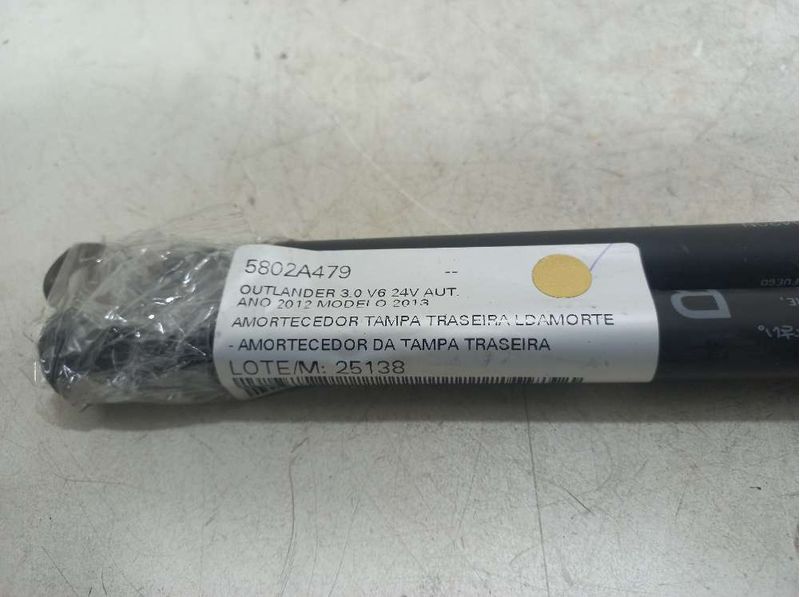 5802A479 --
OUTLANDER 3.0 V6 24V AUT.
ANO 2012 MODELO 2013
AMORTECEDOR TAMPA TRASEIRA LDAMORTE
- AMORTECEDOR DA TAMPA TRASEIRA
LOTE/M: 25138
FUEGO
R